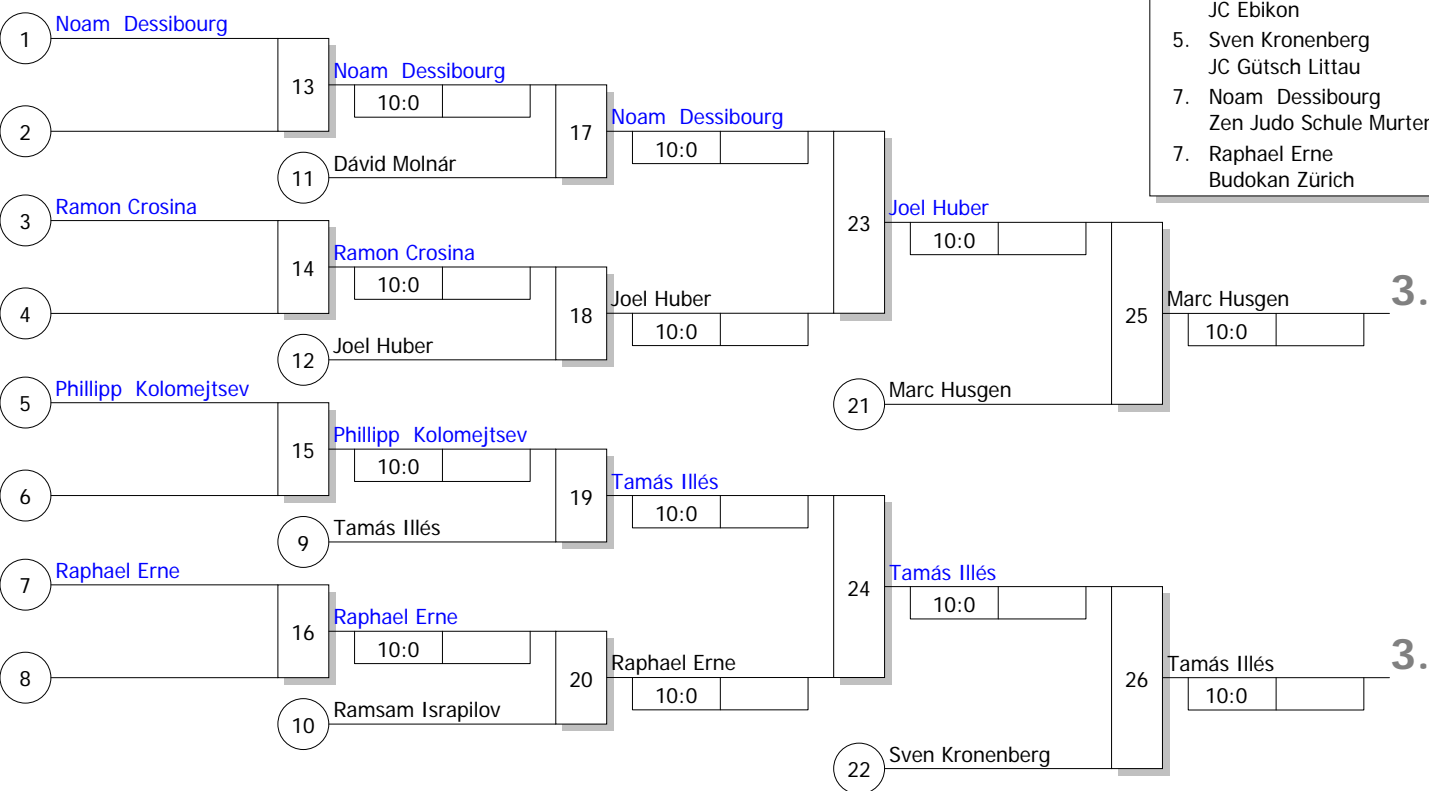 JC Ebikon
5. Sven Kronenberg
JC Gütsch Littau
7. Noam Dessibourg
Zen Judo Schule Murten
7. Raphael Erne
Budokan Zürich
1 Noam Dessibourg
13 Noam Dessibourg
10:0
2
17 Noam Dessibourg
10:0
11 Dávid Molnár
3 Ramon Crosina
23 Joel Huber
10:0
14 Ramon Crosina
10:0
4
18 Joel Huber
10:0
12 Joel Huber
25 Marc Husgen
10:0
3.
5 Phillipp Kolomejtsev
21 Marc Husgen
15 Phillipp Kolomejtsev
10:0
6
19 Tamás Illés
10:0
9 Tamás Illés
7 Raphael Erne
24 Tamás Illés
10:0
16 Raphael Erne
10:0
8
20 Raphael Erne
10:0
10 Ramsam Israpilov
26 Tamás Illés
10:0
3.
22 Sven Kronenberg